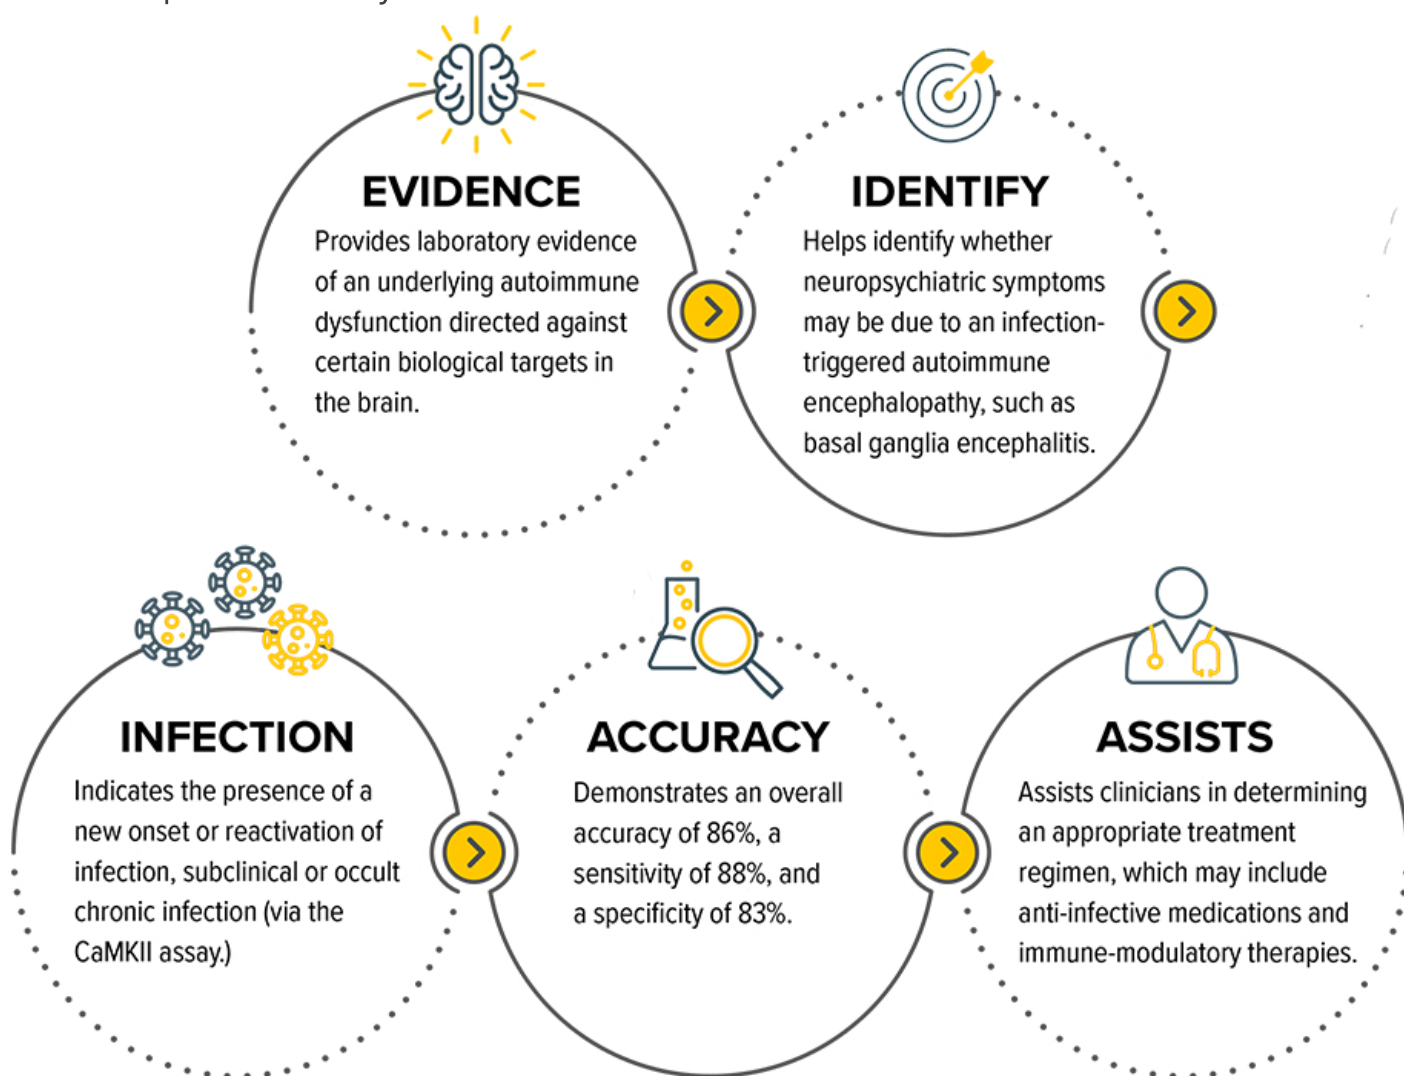 EVIDENCE
Provides laboratory evidence
of an underlying autoimmune
dysfunction directed against
certain biological targets in
the brain.
IDENTIFY
Helps identify whether
neuropsychiatric symptoms
may be due to an infection-
triggered autoimmune
encephalopathy, such as
basal ganglia encephalitis.
INFECTION
Indicates the presence of a
new onset or reactivation of
infection, subclinical or occult
chronic infection (via the
CaMKII assay.)
ACCURACY
Demonstrates an overall
accuracy of 86%, a
sensitivity of 88%, and
a specificity of 83%.
ASSISTS
Assists clinicians in determining
an appropriate treatment
regimen, which may include
anti-infective medications and
immune-modulatory therapies.